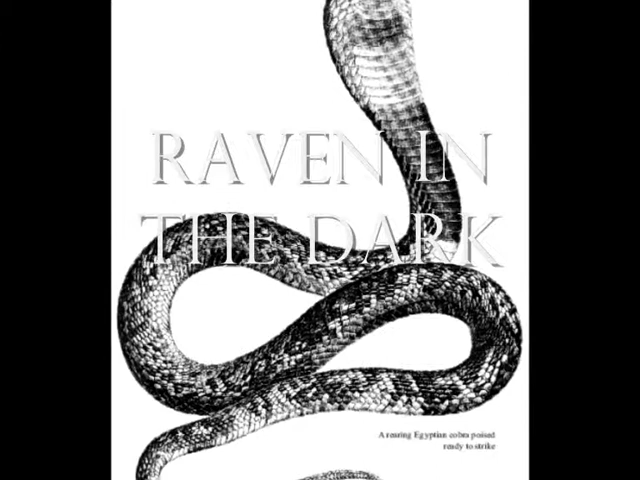 RAVEN IN
THE DARK
A rearing Egyptian cobra poised
ready to strike